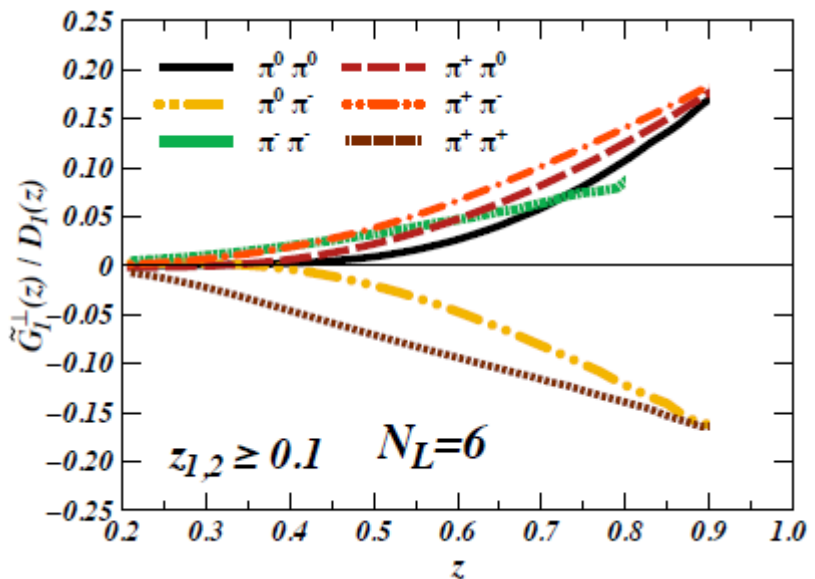 0.25
0.20
0.15
0.10
0.05
0
−0.05
−0.10
−0.15
−0.20
−0.25
G̃₁^⊥(z) / D₁(z)
π⁰ π⁰
π⁺ π⁰
π⁰ π⁻
π⁺ π⁻
π⁻ π⁻
π⁺ π⁺
z₁,₂ ≥ 0.1 N_L=6
0.2 0.3 0.4 0.5 0.6 0.7 0.8 0.9 1.0
z